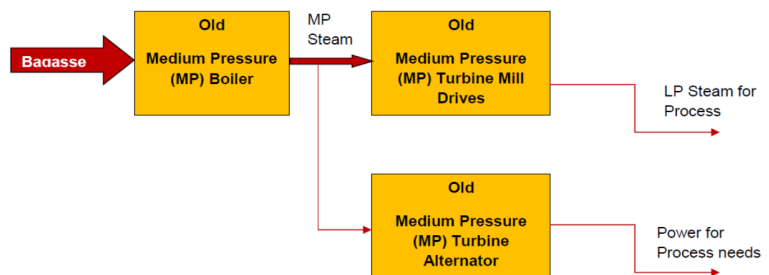 Bagasse
Old
Medium Pressure
(MP) Boiler
MP
Steam
Old
Medium Pressure
(MP) Turbine Mill
Drives
LP Steam for
Process
Old
Medium Pressure
(MP) Turbine
Alternator
Power for
Process needs